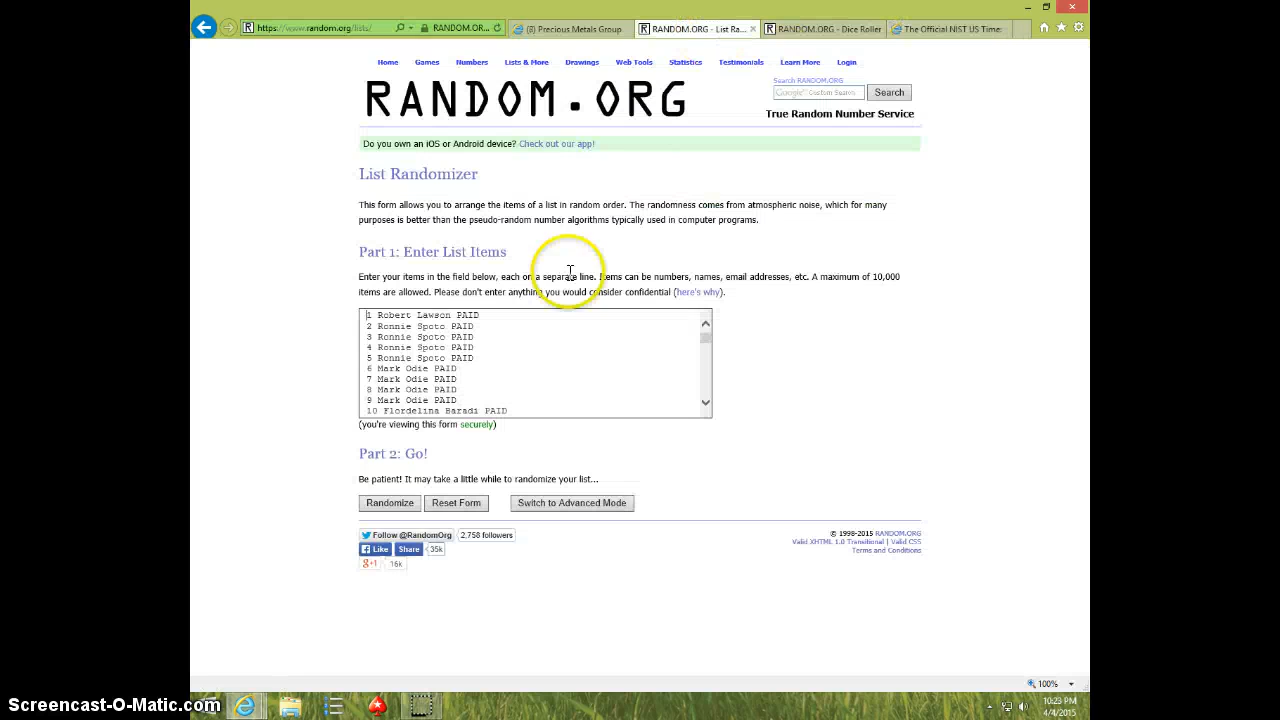 https://www.random.org/lists/
RANDOM.OR...
(8) Precious Metals Group
RANDOM.ORG - List Ra...
RANDOM.ORG - Dice Roller
The Official NIST US Time:
Home Games Numbers Lists & More Drawings Web Tools Statistics Testimonials Learn More Login
Search RANDOM.ORG
RANDOM.ORG
Google™ Custom Search
Search
True Random Number Service
Do you own an iOS or Android device? Check out our app!
List Randomizer
This form allows you to arrange the items of a list in random order. The randomness comes from atmospheric noise, which for many
purposes is better than the pseudo-random number algorithms typically used in computer programs.
Part 1: Enter List Items
Enter your items in the field below, each on a separate line. Items can be numbers, names, email addresses, etc. A maximum of 10,000
items are allowed. Please don't enter anything you would consider confidential (here's why).
1 Robert Lawson PAID
2 Ronnie Spoto PAID
3 Ronnie Spoto PAID
4 Ronnie Spoto PAID
5 Ronnie Spoto PAID
6 Mark Odie PAID
7 Mark Odie PAID
8 Mark Odie PAID
9 Mark Odie PAID
10 Flordelina Baradi PAID
(you're viewing this form securely)
Part 2: Go!
Be patient! It may take a little while to randomize your list...
Randomize
Reset Form
Switch to Advanced Mode
Follow @RandomOrg
2,758 followers
Like
Share
35k
g+1
16k
© 1998-2015 RANDOM.ORG
Valid XHTML 1.0 Transitional | Valid CSS
Terms and Conditions
100%
Screencast-O-Matic.com
10:23 PM
4/4/2015